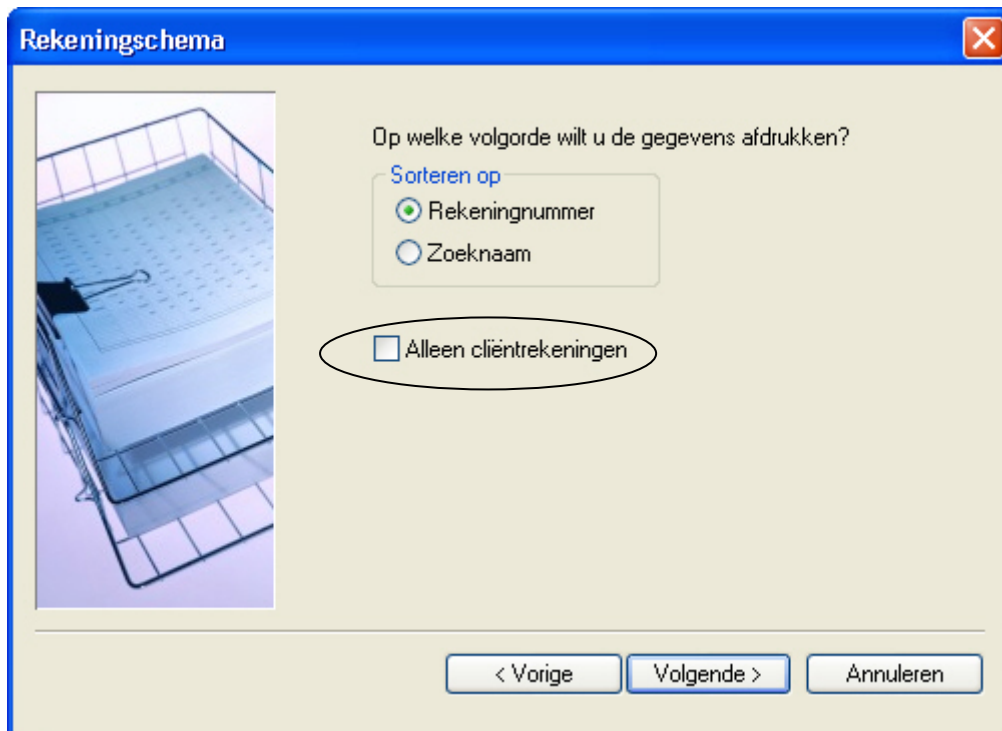 Rekeningschema
Op welke volgorde wilt u de gegevens afdrukken?
Sorteren op
Rekeningnummer
Zoeknaam
Alleen cliëntrekeningen
< Vorige
Volgende >
Annuleren